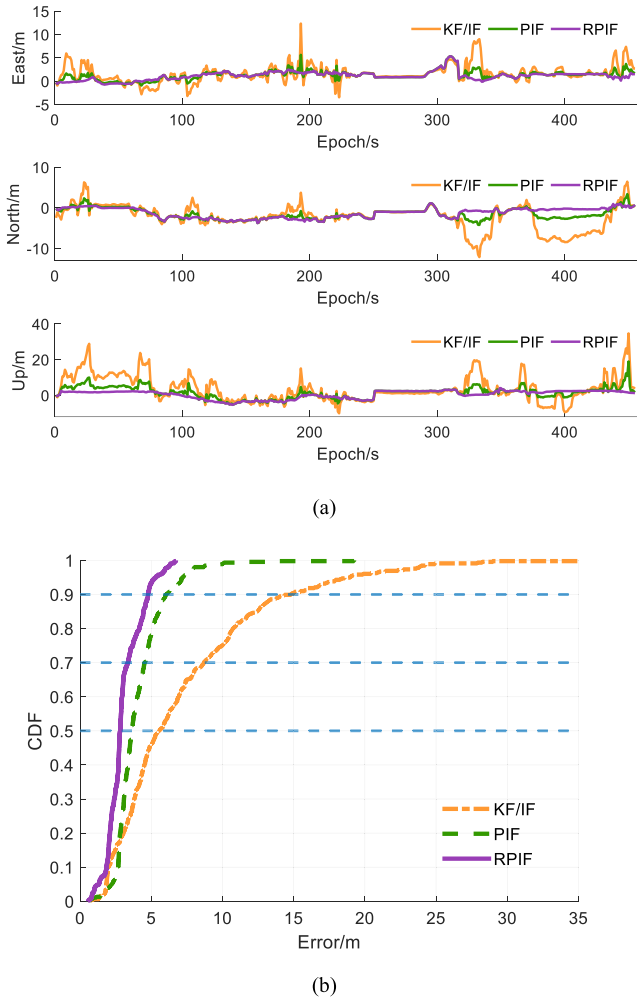 15
10
5
0
-5
East/m
KF/IF PIF RPIF
0 100 200 300 400
Epoch/s
10
0
-10
North/m
KF/IF PIF RPIF
0 100 200 300 400
Epoch/s
40
20
0
Up/m
KF/IF PIF RPIF
0 100 200 300 400
Epoch/s
(a)
1
0.9
0.8
0.7
0.6
0.5
0.4
0.3
0.2
0.1
0
CDF
KF/IF
PIF
RPIF
0 5 10 15 20 25 30 35
Error/m
(b)